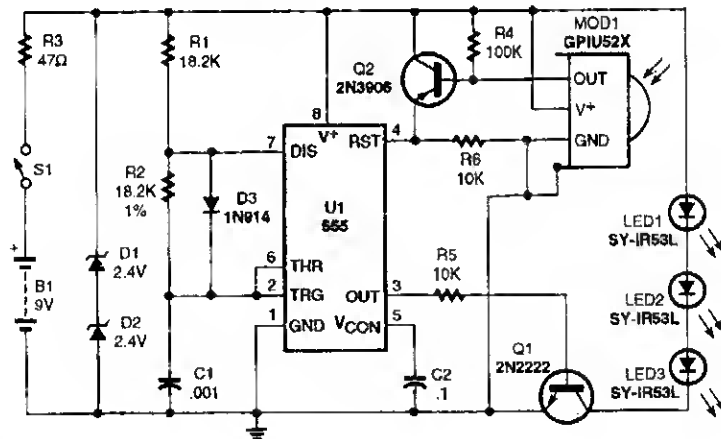 R3
47Ω
S1
+
B1
9V
D1
2.4V
D2
2.4V
R1
18.2K
R2
18.2K
1%
D3
1N914
C1
.001
8
V+
7
DIS
RST
4
U1
555
6
THR
2
TRG
OUT
3
1
GND
VCON
5
Q2
2N3906
R4
100K
R6
10K
R5
10K
C2
.1
Q1
2N2222
MOD1
GPIU52X
OUT
V+
GND
LED1
SY-IR53L
LED2
SY-IR53L
LED3
SY-IR53L